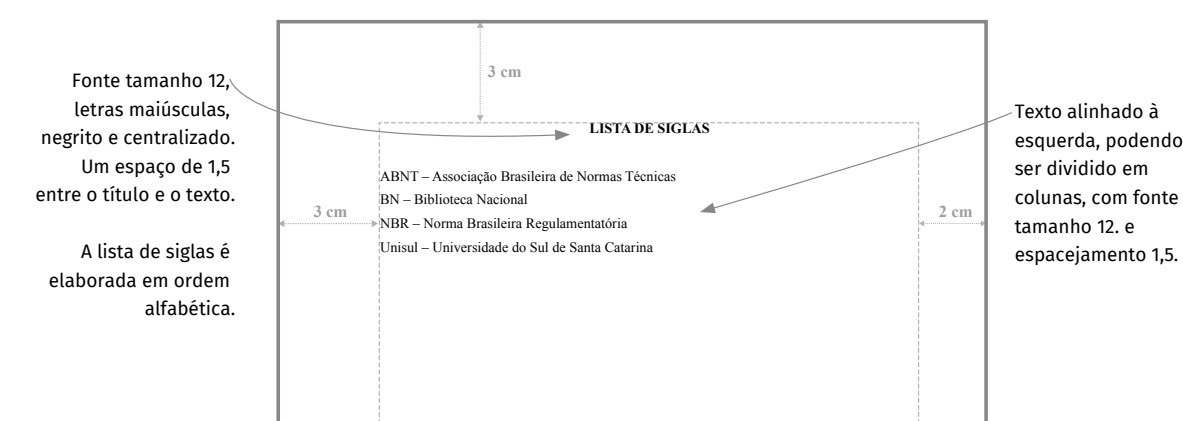 3 cm
Fonte tamanho 12,
letras maiúsculas,
negrito e centralizado.
Um espaço de 1,5
entre o título e o texto.
A lista de siglas é
elaborada em ordem
alfabética.
LISTA DE SIGLAS
ABNT – Associação Brasileira de Normas Técnicas
BN – Biblioteca Nacional
NBR – Norma Brasileira Regulamentatória
Unisul – Universidade do Sul de Santa Catarina
3 cm
2 cm
Texto alinhado à
esquerda, podendo
ser dividido em
colunas, com fonte
tamanho 12. e
espacejamento 1,5.